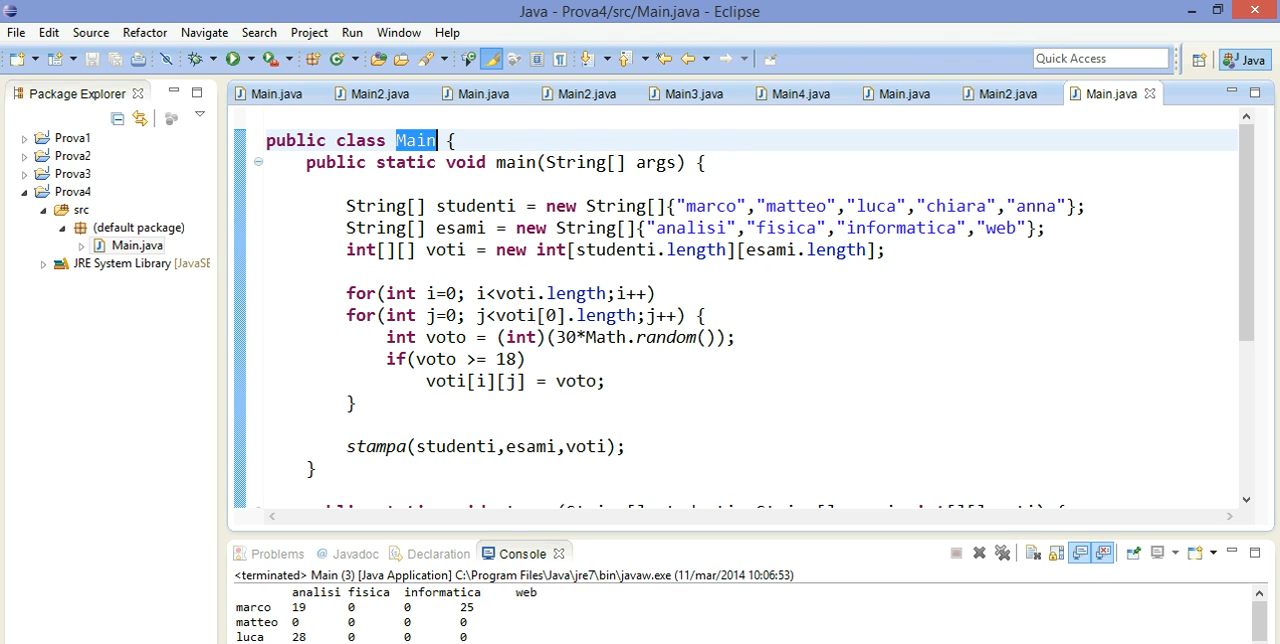 Java - Prova4/src/Main.java - Eclipse
File Edit Source Refactor Navigate Search Project Run Window Help
Quick Access
Java
Package Explorer
Main.java Main2.java Main.java Main2.java Main3.java Main4.java Main.java Main2.java Main.java
Prova1
Prova2
Prova3
Prova4
src
(default package)
Main.java
JRE System Library [JavaSE
public class Main {
public static void main(String[] args) {
String[] studenti = new String[]{"marco","matteo","luca","chiara","anna"};
String[] esami = new String[]{"analisi","fisica","informatica","web"};
int[][] voti = new int[studenti.length][esami.length];
for(int i=0; i<voti.length;i++)
for(int j=0; j<voti[0].length;j++) {
int voto = (int)(30*Math.random());
if(voto >= 18)
voti[i][j] = voto;
}
stampa(studenti,esami,voti);
}
Problems @ Javadoc Declaration Console
<terminated> Main (3) [Java Application] C:\Program Files\Java\jre7\bin\javaw.exe (11/mar/2014 10:06:53)
analisi fisica informatica web
marco 19 0 0 25
matteo 0 0 0 0
luca 28 0 0 0